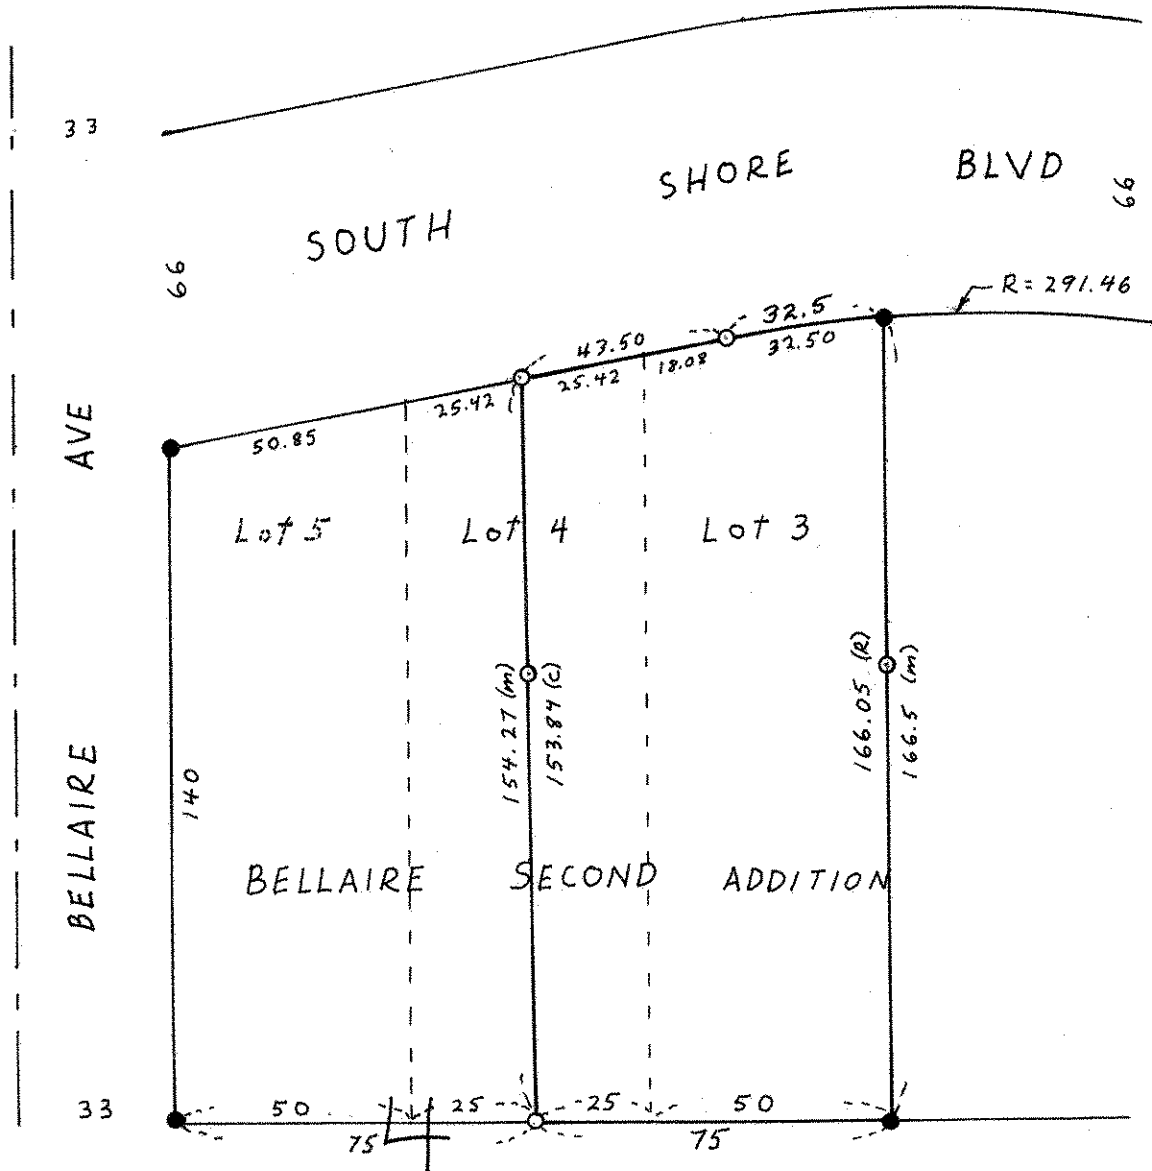 33
SOUTH SHORE BLVD
66
66
R = 291.46
32.5
43.50
32.50
18.08
25.42
25.42
50.85
AVE
BELLAIRE
Lot 5
Lot 4
Lot 3
140
154.27 (m)
153.84 (c)
166.05 (R)
166.5 (m)
BELLAIRE SECOND ADDITION
33
50
25
25
50
75
75